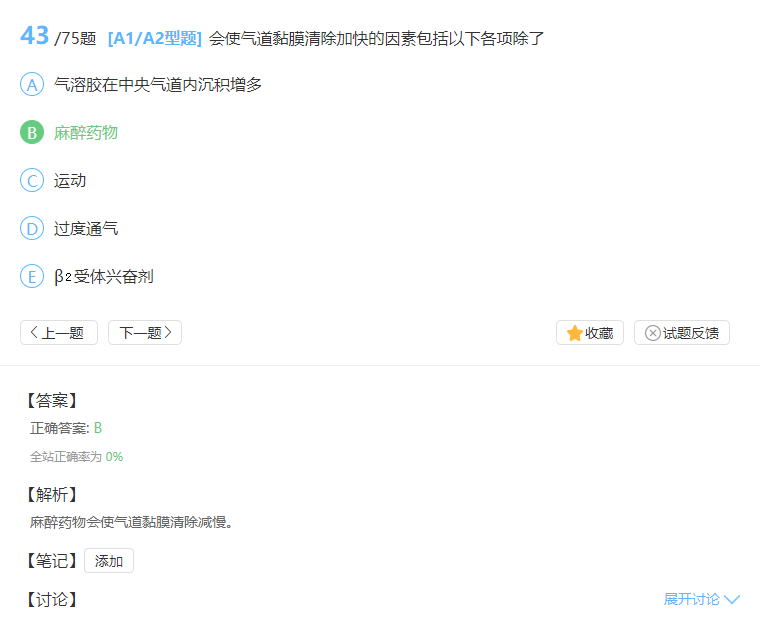 43 /75题 [A1/A2型题] 会使气道黏膜清除加快的因素包括以下各项除了
A 气溶胶在中央气道内沉积增多
B 麻醉药物
C 运动
D 过度通气
E β2受体兴奋剂
上一题 下一题 收藏 试题反馈
【答案】
正确答案: B
全站正确率为 0%
【解析】
麻醉药物会使气道黏膜清除减慢。
【笔记】 添加
【讨论】 展开讨论